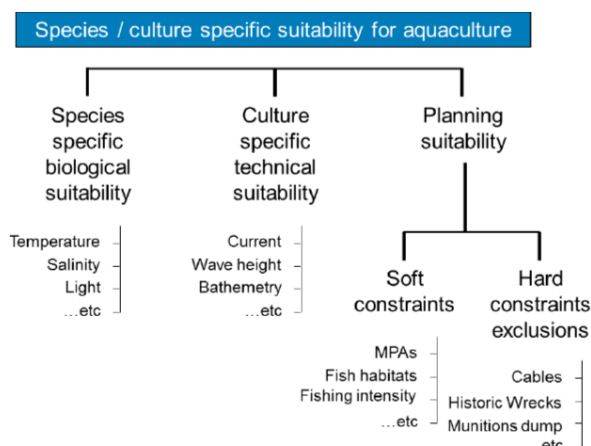 Species / culture specific suitability for aquaculture
Species
specific
biological
suitability
Temperature
Salinity
Light
...etc
Culture
specific
technical
suitability
Current
Wave height
Bathemetry
...etc
Planning
suitability
Soft
constraints
MPAs
Fish habitats
Fishing intensity
...etc
Hard
constraints
exclusions
Cables
Historic Wrecks
Munitions dump
etc